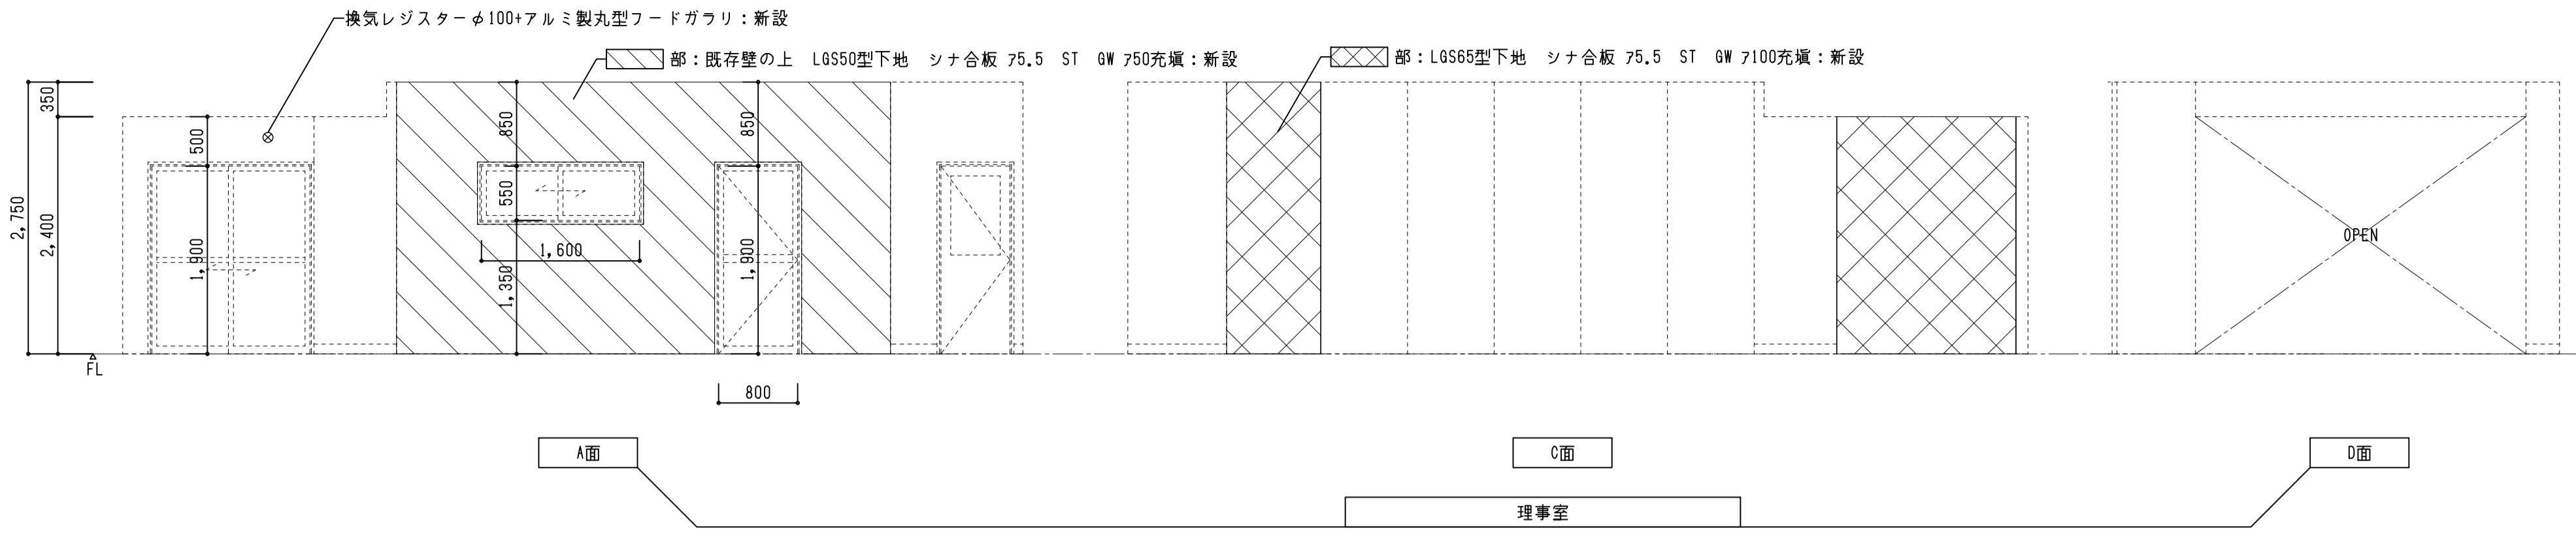 換気レジスターφ100+アルミ製丸型フードガラリ：新設
部：既存壁の上　LGS50型下地　シナ合板 ｱ5.5　ST　GW ｱ50充塡：新設
部：LGS65型下地　シナ合板 ｱ5.5　ST　GW ｱ100充塡：新設
350
2,750
2,400
500
1,900
850
550
1,350
1,600
850
1,900
800
FL
OPEN
A面
C面
D面
理事室